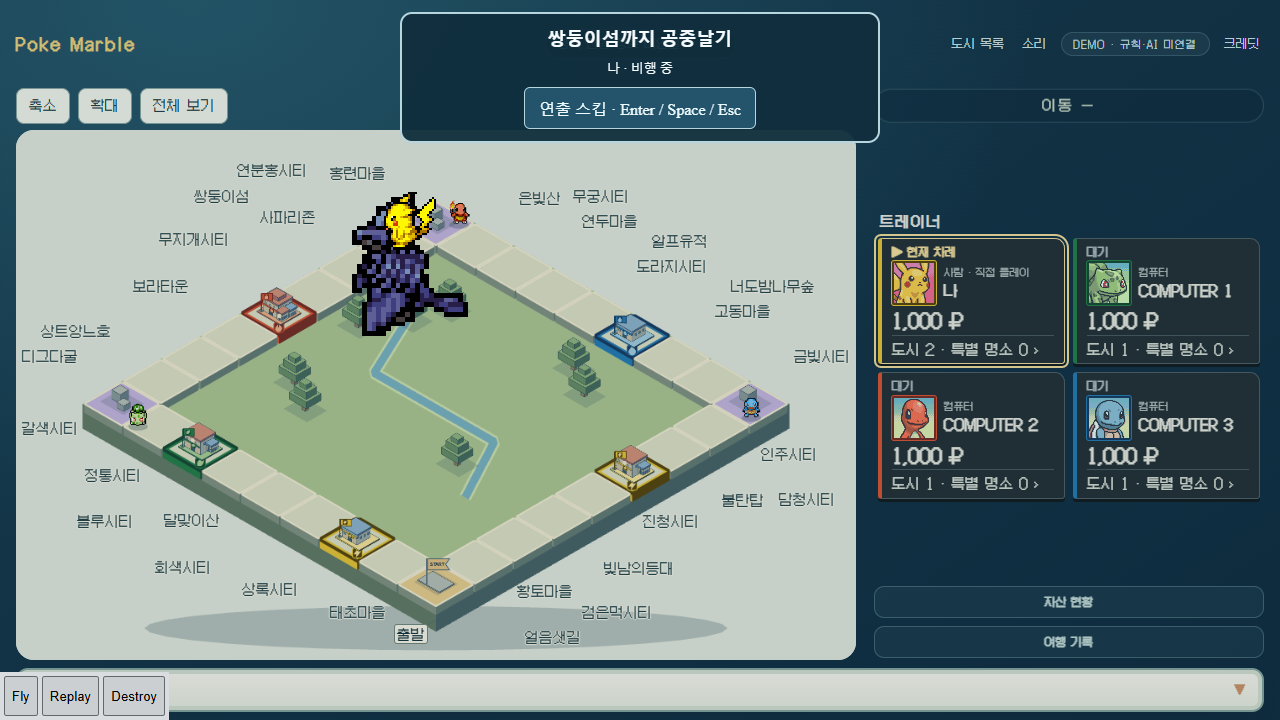 Poke Marble
쌍둥이섬까지 공중날기
나 · 비행 중
연출 스킵 · Enter / Space / Esc
도시 목록
소리
DEMO · 규칙·AI 미연결
크레딧
축소
확대
전체 보기
이동 —
연분홍시티
홍련마을
쌍둥이섬
사파리존
무지개시티
보라타운
상트앙느호
디그다굴
갈색시티
정통시티
블루시티
달맞이산
회색시티
상록시티
태초마을
출발
START
은빛산
무궁시티
연두마을
알프유적
도라지시티
너도밤나무숲
고동마을
금빛시티
인주시티
불탄탑
담청시티
진청시티
빛남의등대
황토마을
검은먹시티
얼음샛길
트레이너
▶ 현재 차례
사람 · 직접 플레이
나
1,000 ₽
도시 2 · 특별 명소 0 ›
대기
컴퓨터
COMPUTER 1
1,000 ₽
도시 1 · 특별 명소 0 ›
대기
컴퓨터
COMPUTER 2
1,000 ₽
도시 1 · 특별 명소 0 ›
대기
컴퓨터
COMPUTER 3
1,000 ₽
도시 1 · 특별 명소 0 ›
자산 현황
여행 기록
Fly
Replay
Destroy
▼